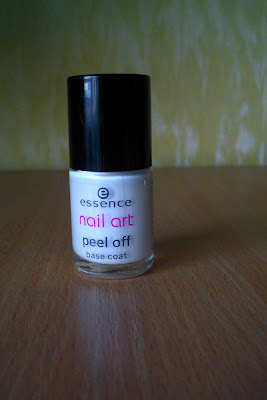 e
essence
nail art
peel off
base coat